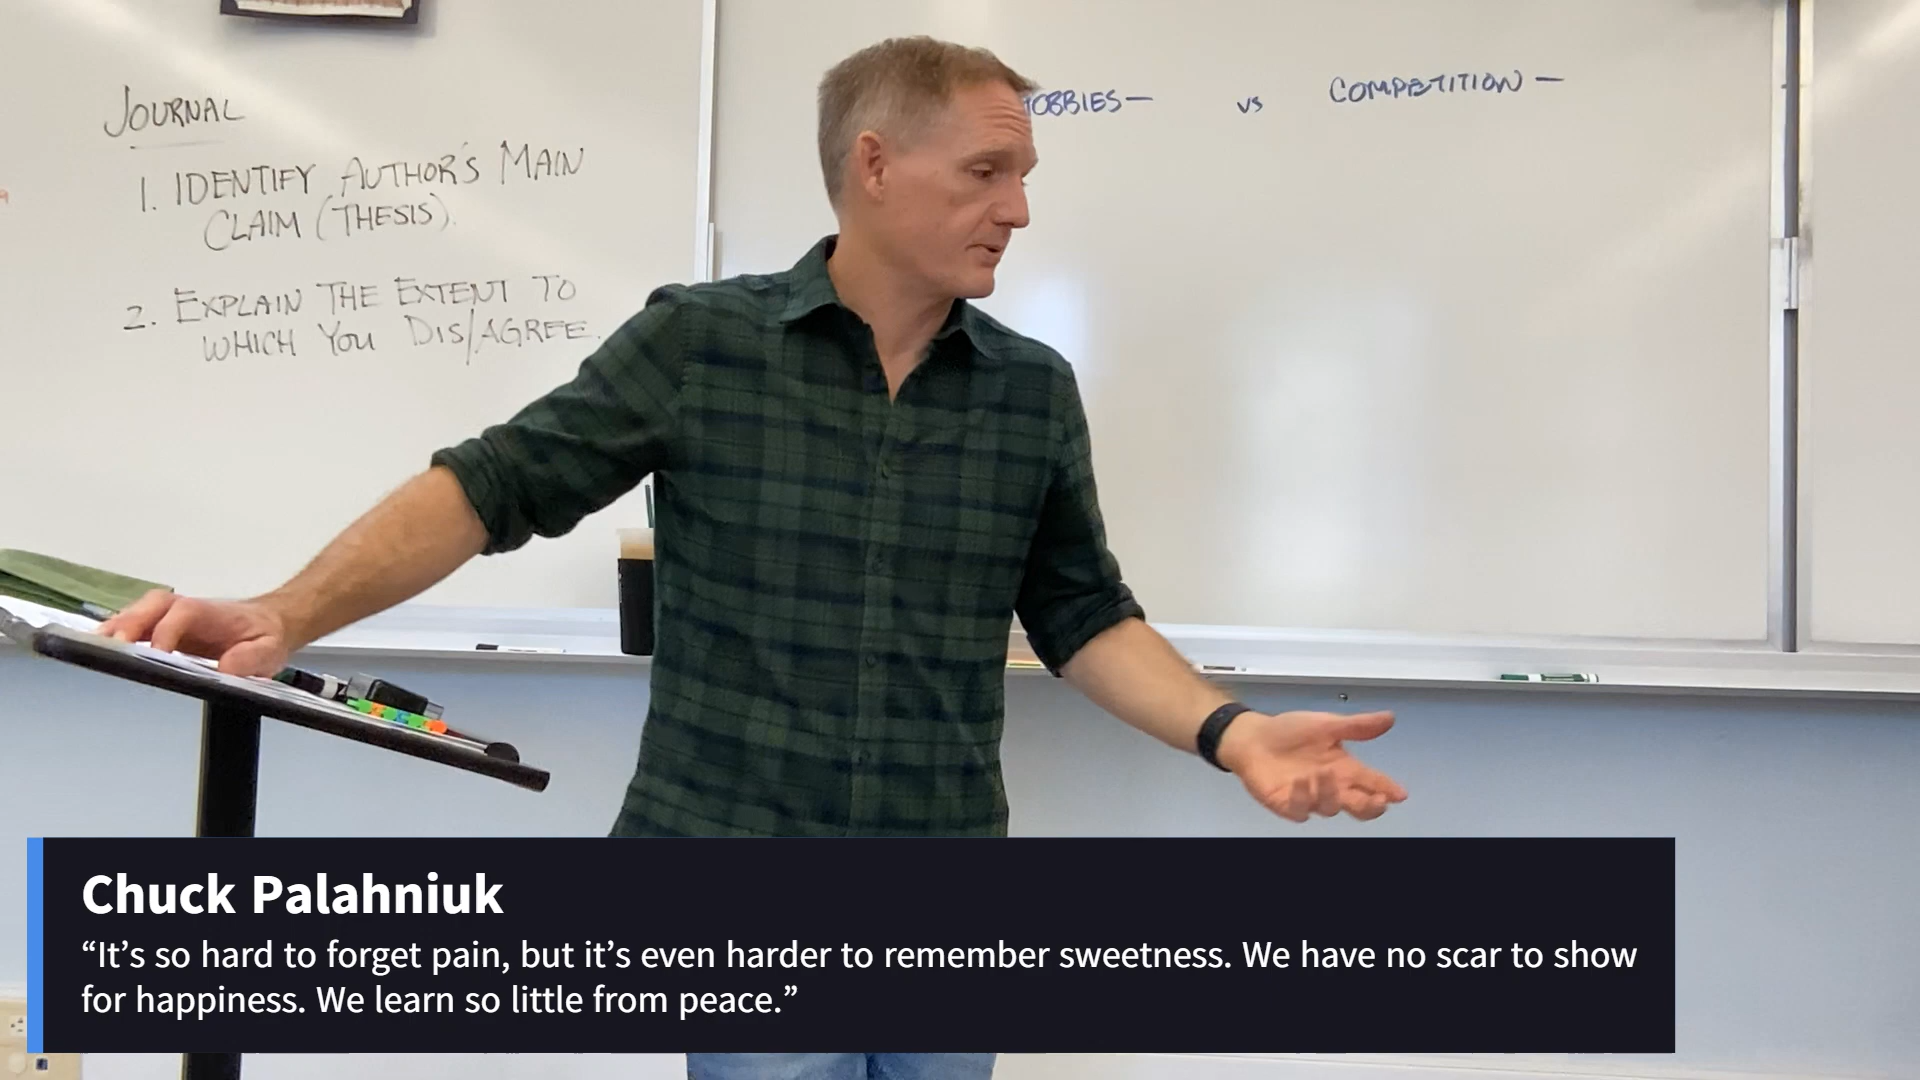 JOURNAL
1. IDENTIFY AUTHOR'S MAIN
CLAIM (THESIS).
2. EXPLAIN THE EXTENT TO
WHICH YOU DIS/AGREE.
OBBIES— vs COMPETITION —
Chuck Palahniuk
“It’s so hard to forget pain, but it’s even harder to remember sweetness. We have no scar to show
for happiness. We learn so little from peace.”